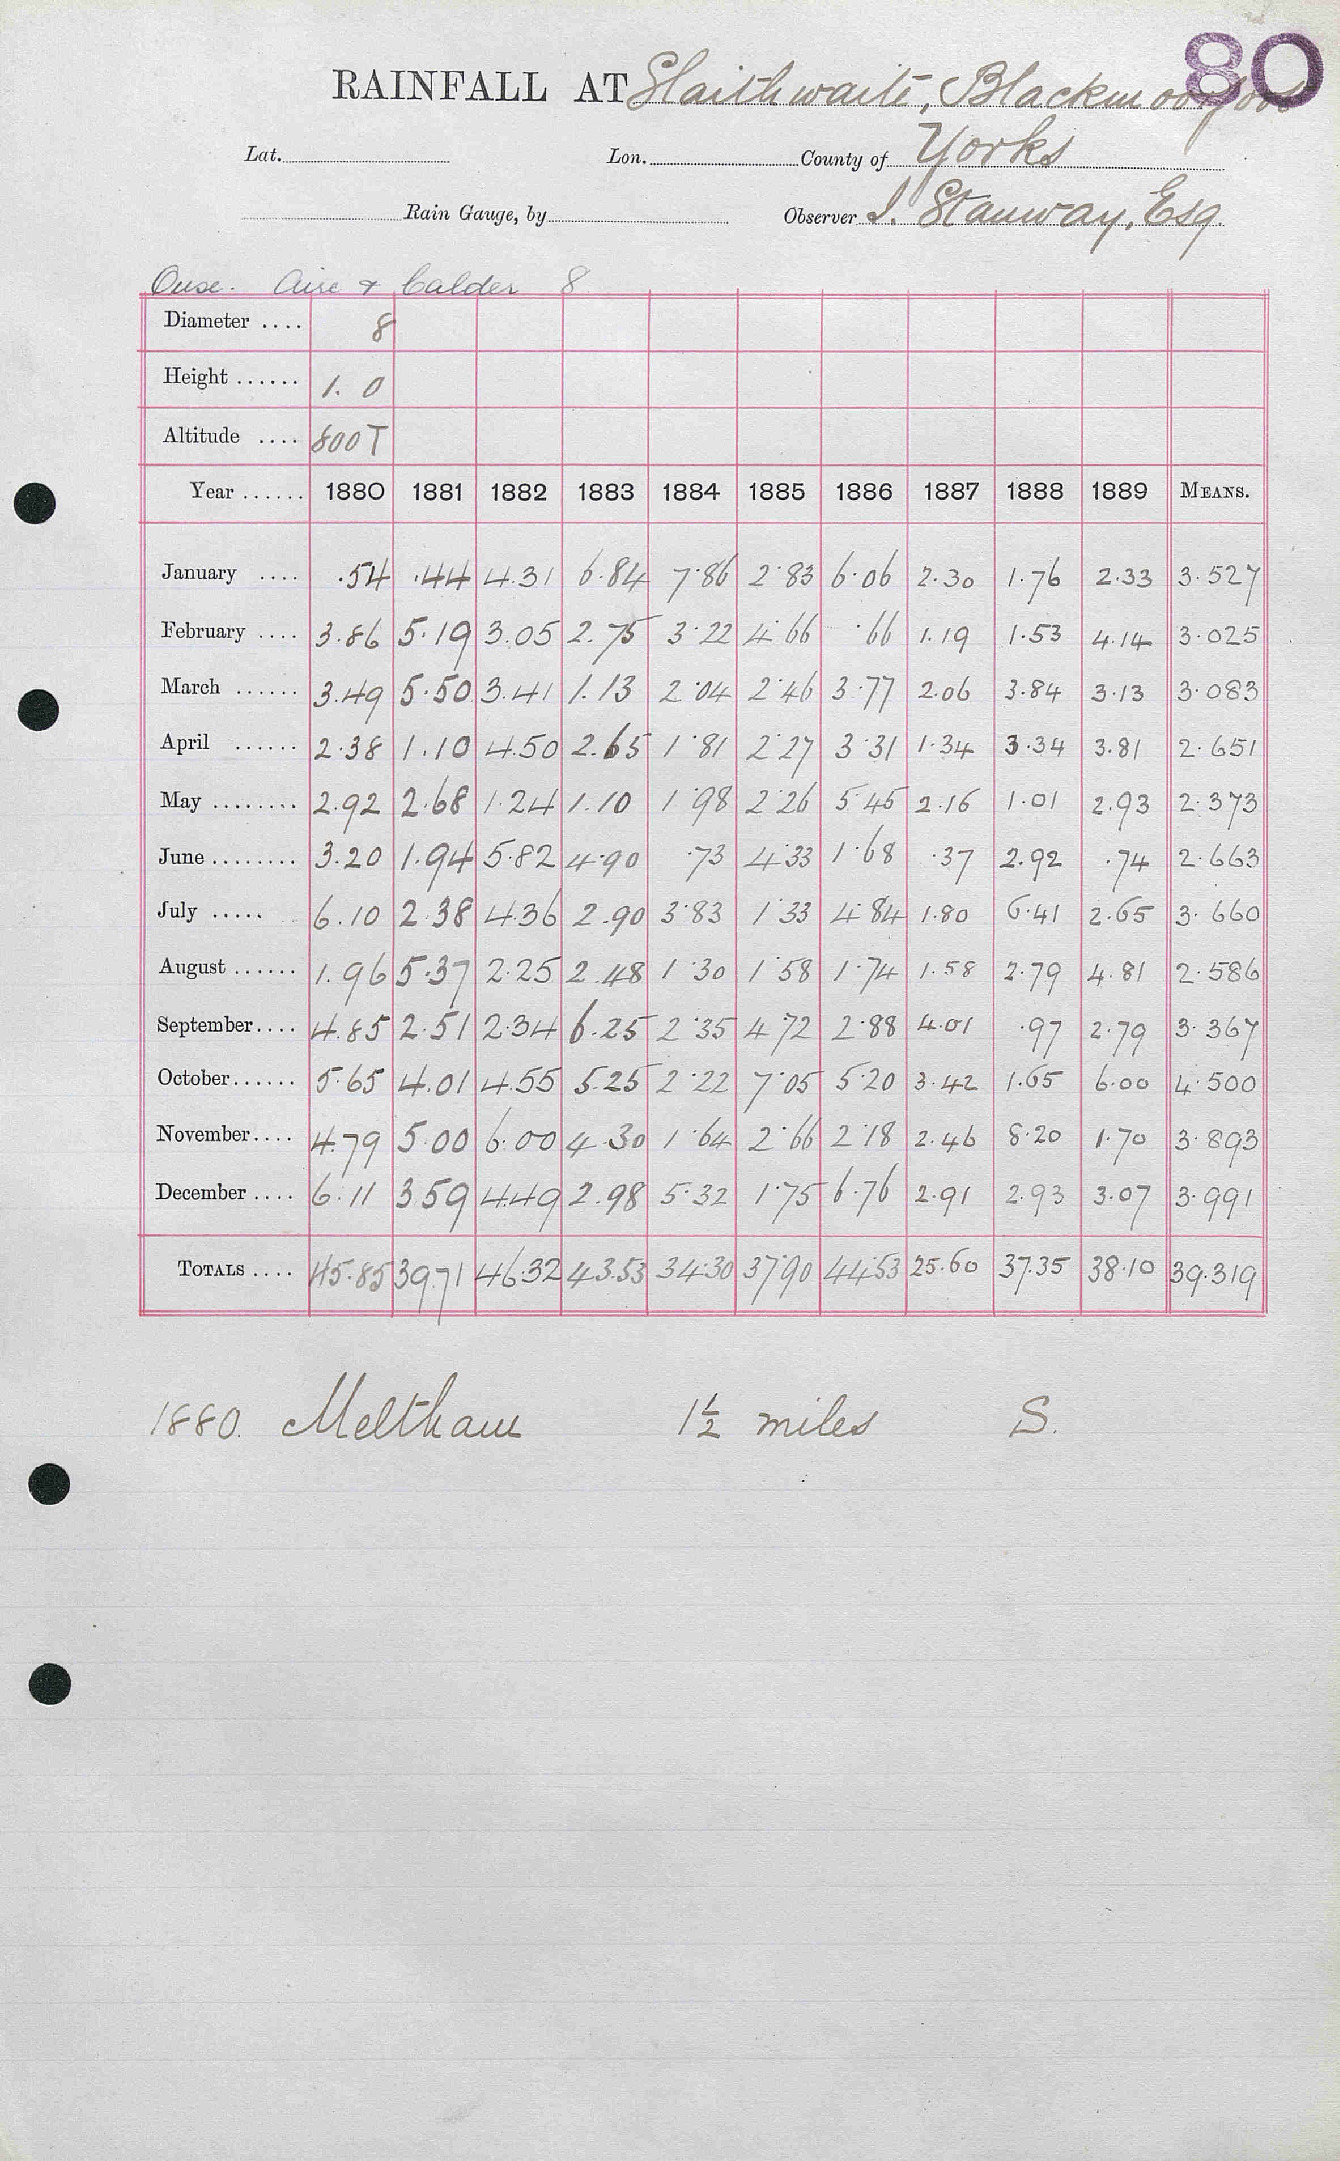 80
RAINFALL AT Slaithwaite, Blackmoorfoot
Lat. Lon. County of Yorks
Rain Gauge, by Observer I. Stanway, Esq.
Ouse. Aire & Calder 8
Diameter .... 8
Height ...... 1. 0
Altitude .... 800 T
Year ...... 1880 1881 1882 1883 1884 1885 1886 1887 1888 1889 MEANS.
January .... .54 .44 4.31 6.84 7.86 2.83 6.06 2.30 1.76 2.33 3.527
February .... 3.86 5.19 3.05 2.75 3.22 4.66 .66 1.19 1.53 4.14 3.025
March ...... 3.49 5.50 3.41 1.13 2.04 2.46 3.77 2.06 3.84 3.13 3.083
April ...... 2.38 1.10 4.50 2.65 1.81 2.27 3.31 1.34 3.34 3.81 2.651
May ........ 2.92 2.68 1.24 1.10 1.98 2.26 5.45 2.16 1.01 2.93 2.373
June ........ 3.20 1.94 5.82 4.90 .73 4.33 1.68 .37 2.92 .74 2.663
July ..... 6.10 2.38 4.36 2.90 3.83 1.33 4.84 1.80 6.41 2.65 3.660
August ...... 1.96 5.37 2.25 2.48 1.30 1.58 1.74 1.58 2.79 4.81 2.586
September.... 4.85 2.51 2.34 6.25 2.35 4.72 2.88 4.01 .97 2.79 3.367
October...... 5.65 4.01 4.55 5.25 2.22 7.05 5.20 3.42 1.65 6.00 4.500
November.... 4.79 5.00 6.00 4.30 1.64 2.66 2.18 2.46 8.20 1.70 3.893
December .... 6.11 3.59 4.49 2.98 5.32 1.75 6.76 2.91 2.93 3.07 3.991
TOTALS .... 45.85 39.71 46.32 43.53 34.30 37.90 44.53 25.60 37.35 38.10 39.319
1880. Meltham 1½ miles S.